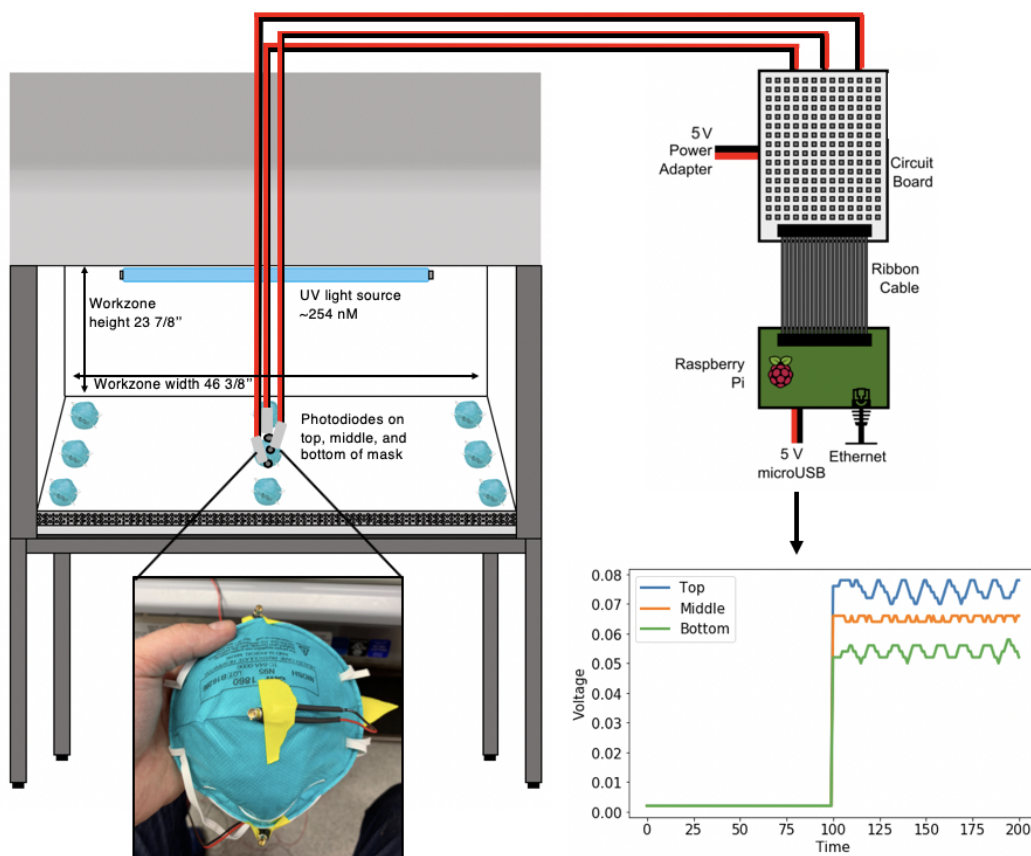 5 V
Power
Adapter
Circuit
Board
Ribbon
Cable
Raspberry
Pi
5 V
microUSB
Ethernet
Workzone
height 23 7/8"
UV light source
~254 nM
Workzone width 46 3/8"
Photodiodes on
top, middle, and
bottom of mask
1860
N95
NIOSH
Voltage
0.08
0.07
0.06
0.05
0.04
0.03
0.02
0.01
0.00
Top
Middle
Bottom
0
25
50
75
100
125
150
175
200
Time